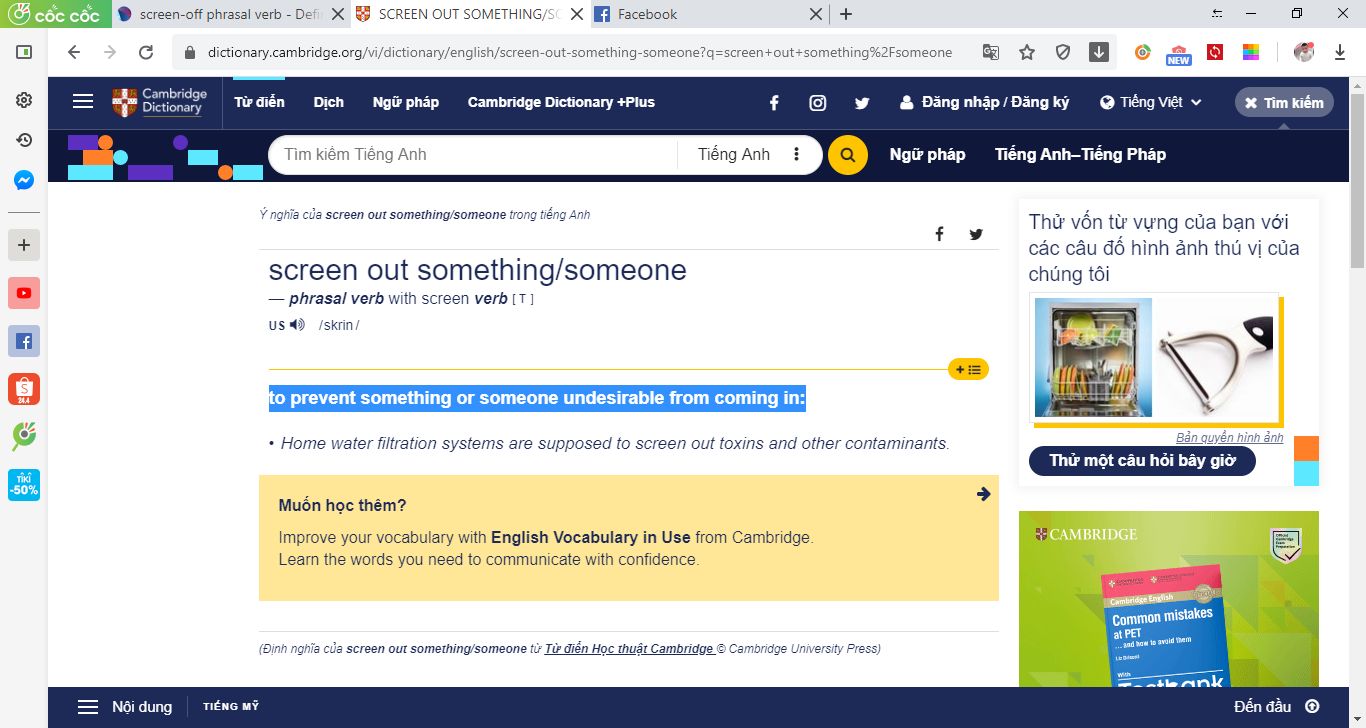 cốc cốc
screen-off phrasal verb - Defi
SCREEN OUT SOMETHING/SO
Facebook
dictionary.cambridge.org/vi/dictionary/english/screen-out-something-someone?q=screen+out+something%2Fsomeone
NEW
Cambridge
Dictionary
Từ điển
Dịch
Ngữ pháp
Cambridge Dictionary +Plus
Đăng nhập / Đăng ký
Tiếng Việt
Tìm kiếm
Tìm kiếm Tiếng Anh
Tiếng Anh
Ngữ pháp
Tiếng Anh–Tiếng Pháp
24.4
TIKI
-50%
Ý nghĩa của screen out something/someone trong tiếng Anh
screen out something/someone
— phrasal verb with screen verb [ T ]
US /skrin/
to prevent something or someone undesirable from coming in:
• Home water filtration systems are supposed to screen out toxins and other contaminants.
Muốn học thêm?
Improve your vocabulary with English Vocabulary in Use from Cambridge.
Learn the words you need to communicate with confidence.
(Định nghĩa của screen out something/someone từ Từ điển Học thuật Cambridge © Cambridge University Press)
Thử vốn từ vựng của bạn với
các câu đố hình ảnh thú vị của
chúng tôi
Bản quyền hình ảnh
Thử một câu hỏi bây giờ
CAMBRIDGE
Cambridge English
Common mistakes
at PET
... and how to avoid them
Liz Driscoll
With
Testbank
Nội dung
TIẾNG MỸ
Đến đầu